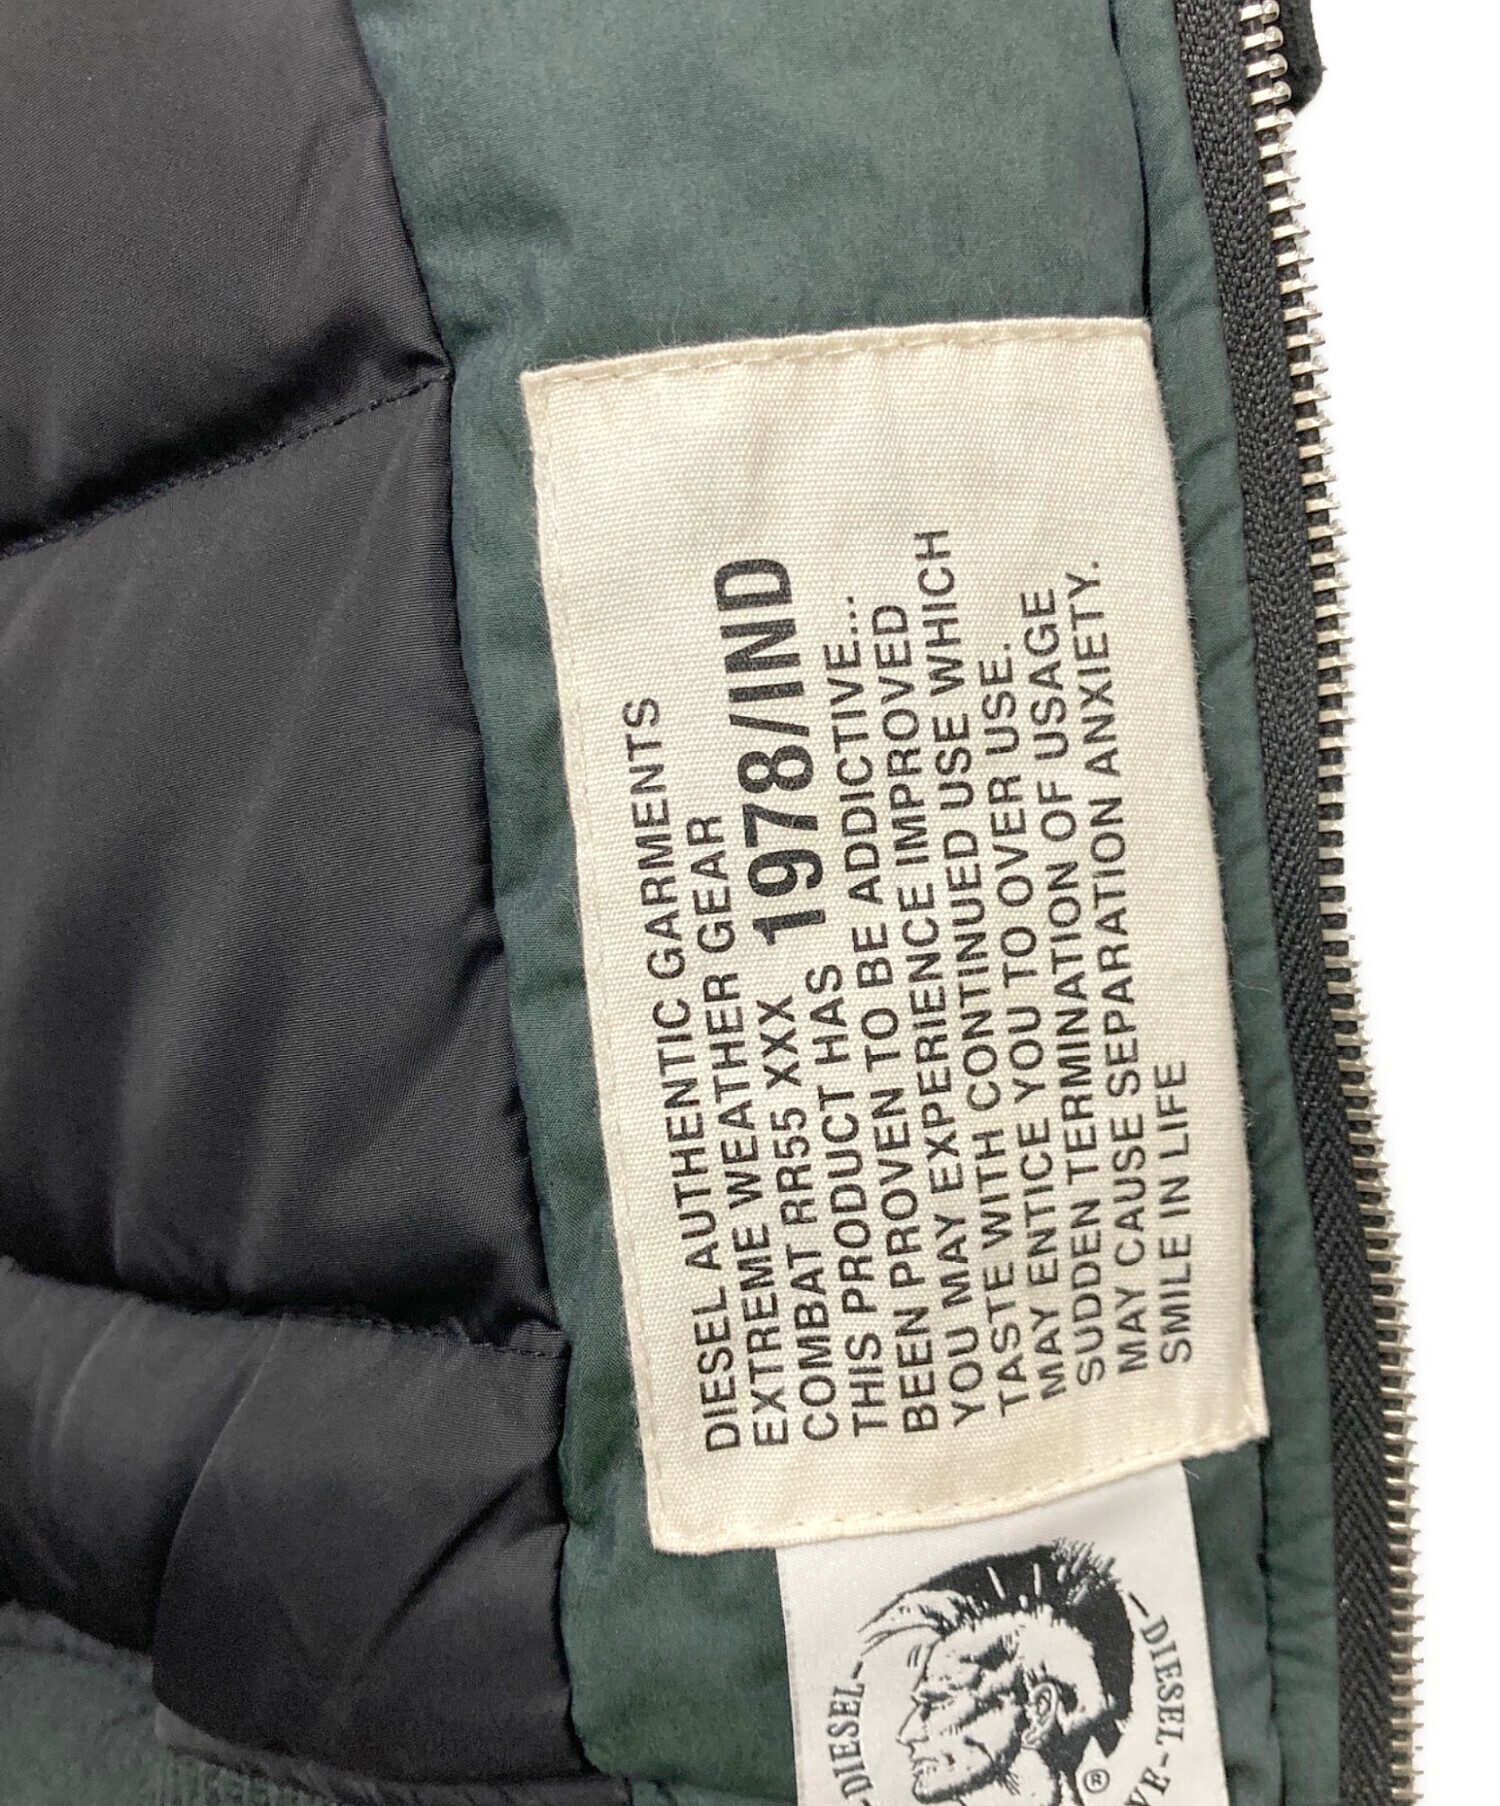 DIESEL AUTHENTIC GARMENTS
EXTREME WEATHER GEAR
COMBAT RR55 XXX 1978/IND
THIS PRODUCT HAS
BEEN PROVEN TO BE ADDICTIVE...
YOU MAY EXPERIENCE IMPROVED
TASTE WITH CONTINUED USE WHICH
MAY ENTICE YOU TO OVER USE.
SUDDEN TERMINATION OF USAGE
MAY CAUSE SEPARATION ANXIETY.
SMILE IN LIFE
-DIESEL-
-DIESEL-
®